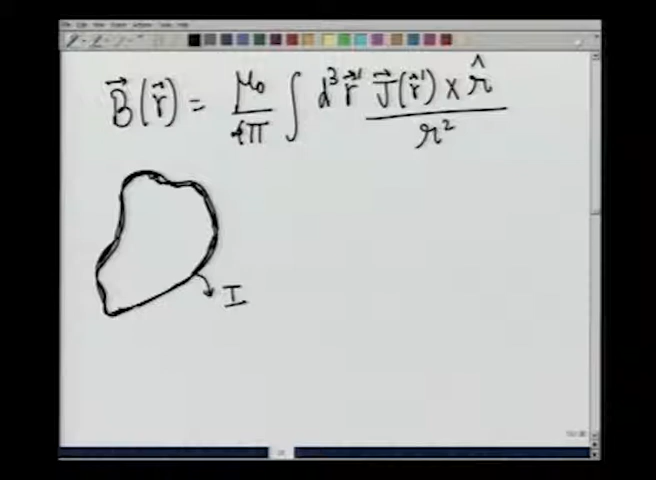 B⃗(r⃗) = μ₀/4π ∫ d³r⃗' J⃗(r⃗') × r̂ / r²
I